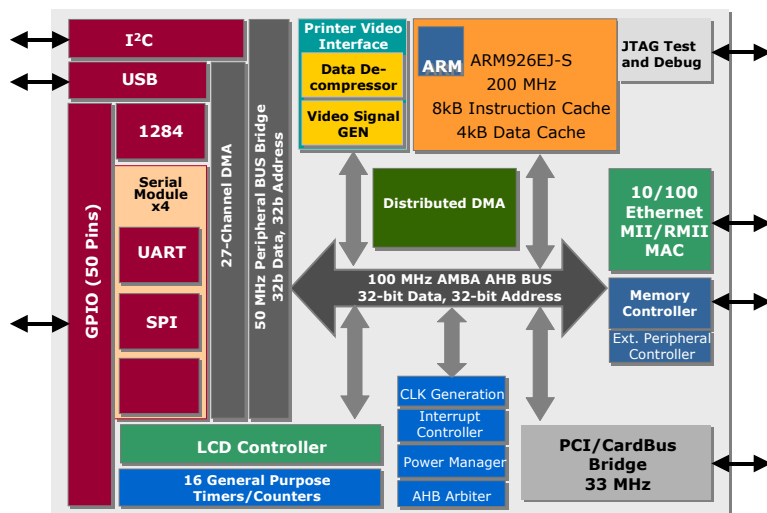 I²C
USB
1284
Serial
Module
x4
UART
SPI
GPIO (50 Pins)
27-Channel DMA
50 MHz Peripheral BUS Bridge
32b Data, 32b Address
Printer Video
Interface
Data De-
compressor
Video Signal
GEN
ARM
ARM926EJ-S
200 MHz
8kB Instruction Cache
4kB Data Cache
JTAG Test
and Debug
Distributed DMA
10/100
Ethernet
MII/RMII
MAC
100 MHz AMBA AHB BUS
32-bit Data, 32-bit Address
Memory
Controller
Ext. Peripheral
Controller
CLK Generation
Interrupt
Controller
Power Manager
AHB Arbiter
LCD Controller
16 General Purpose
Timers/Counters
PCI/CardBus
Bridge
33 MHz